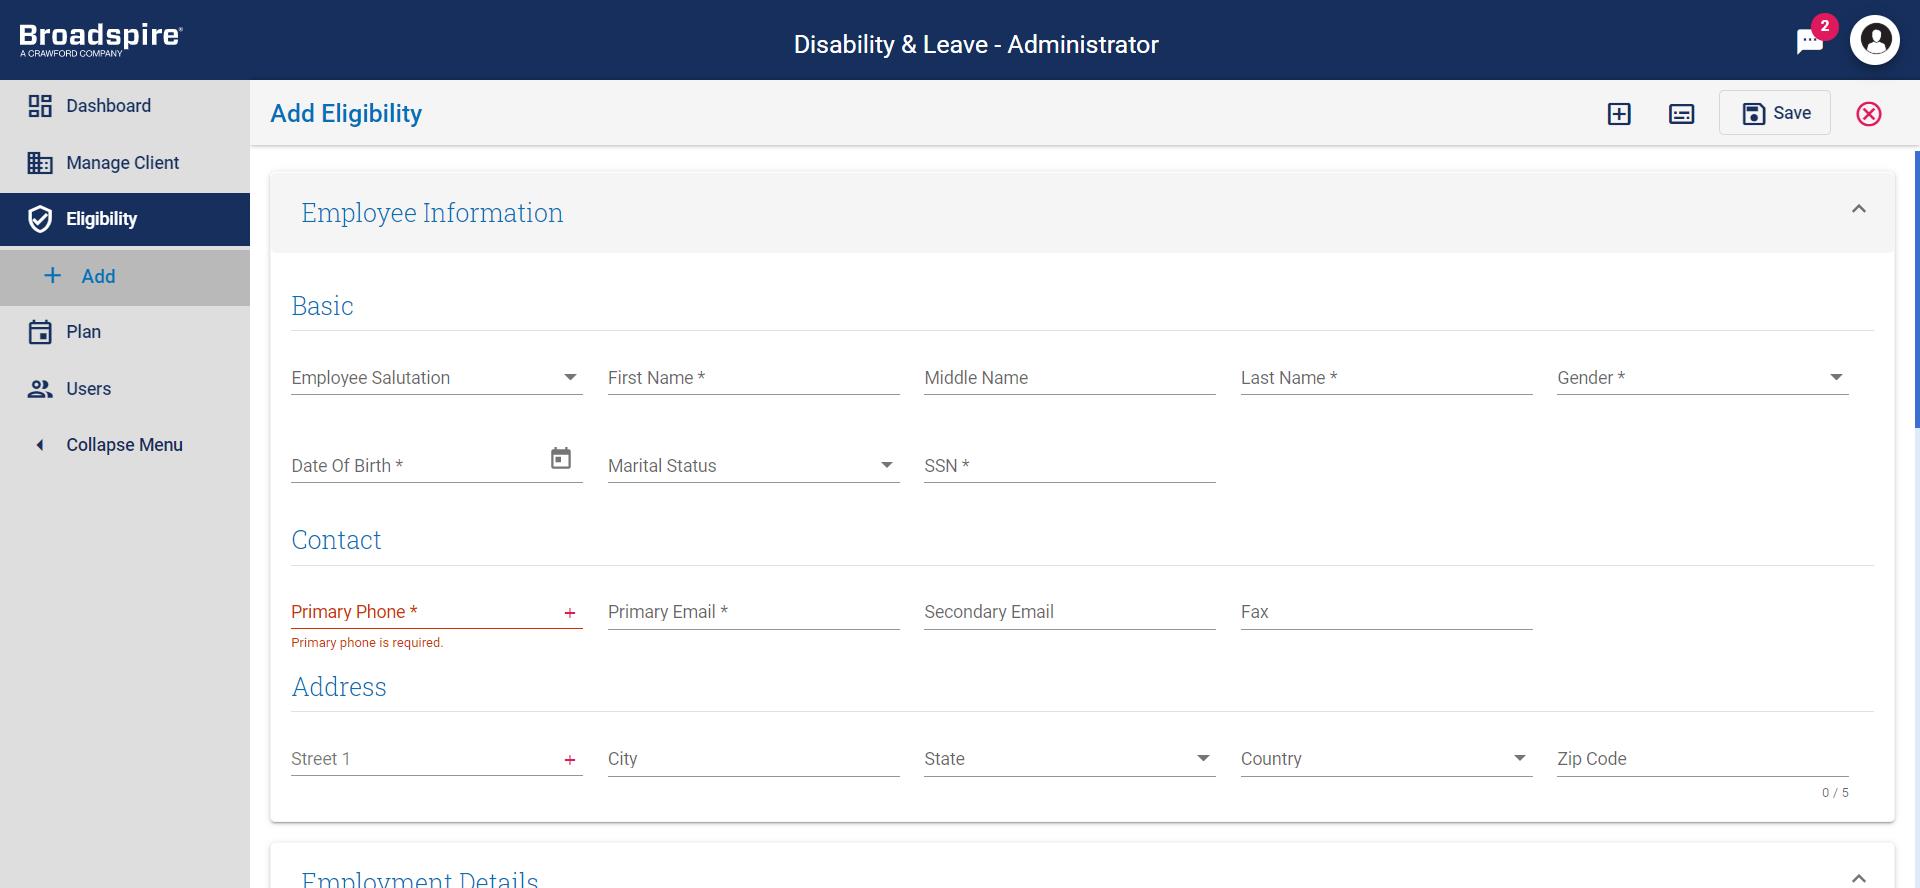 Broadspire
A CRAWFORD COMPANY
Disability & Leave - Administrator
2
Dashboard
Manage Client
Eligibility
Add
Plan
Users
Collapse Menu
Add Eligibility
Save
Employee Information
Basic
Employee Salutation
First Name *
Middle Name
Last Name *
Gender *
Date Of Birth *
Marital Status
SSN *
Contact
Primary Phone *
Primary Email *
Secondary Email
Fax
Primary phone is required.
Address
Street 1
City
State
Country
Zip Code
0 / 5
Employment Details